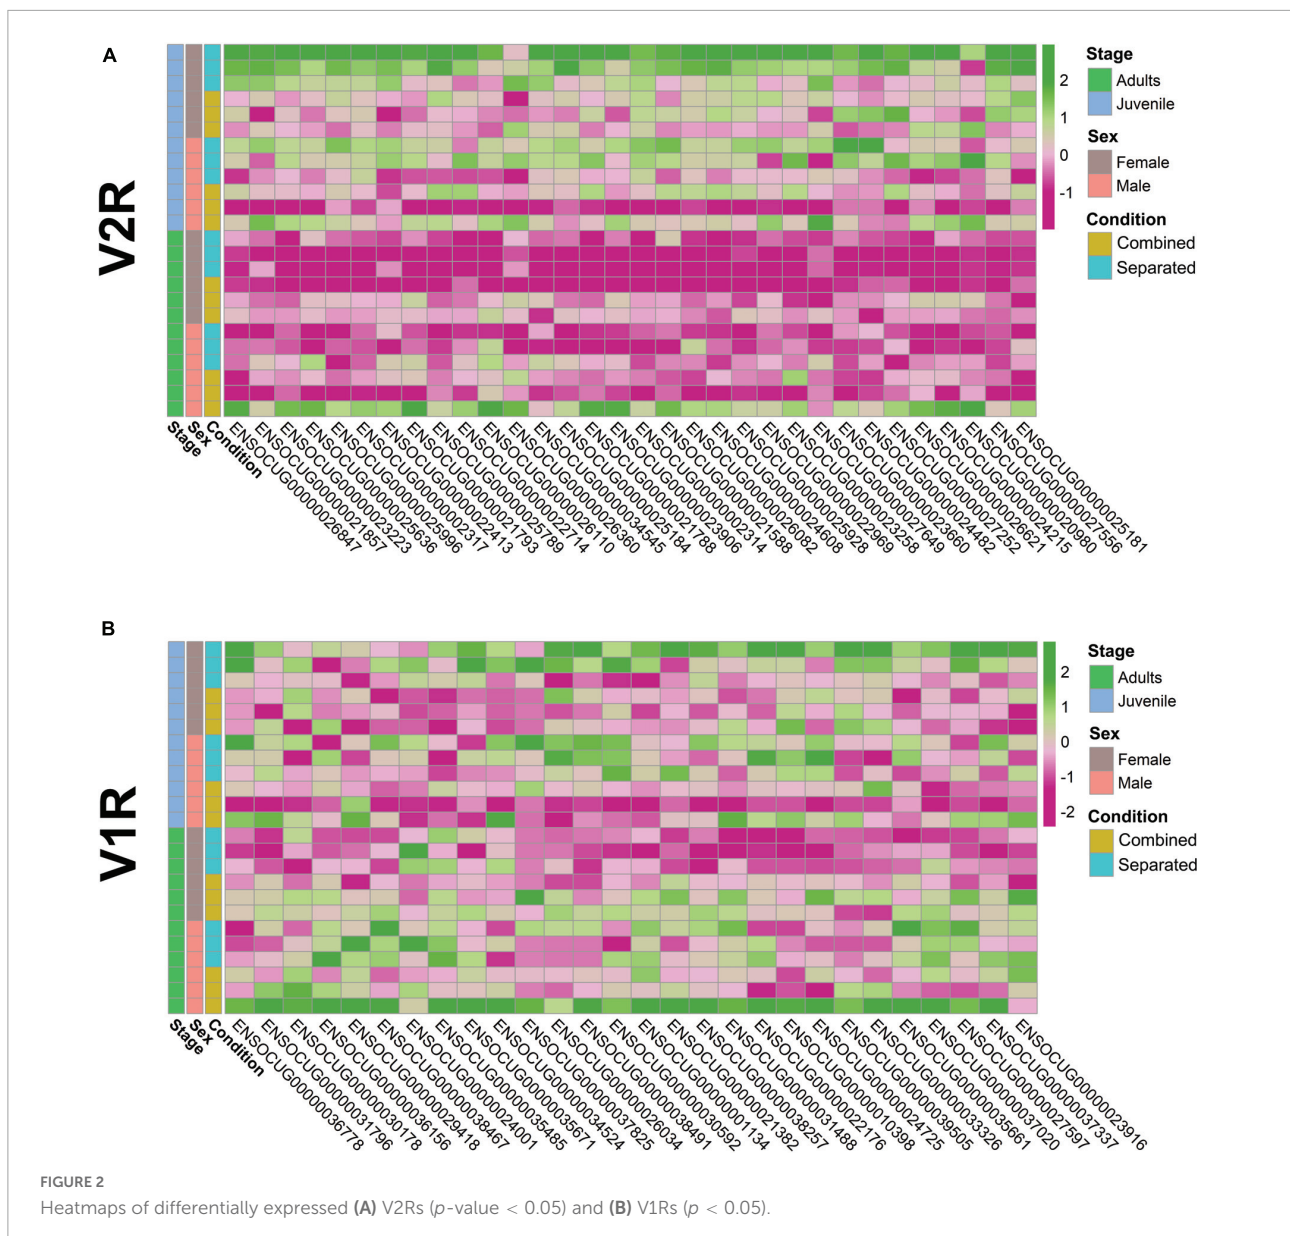 A
V2R
Stage
Adults
Juvenile
Sex
Female
Male
Condition
Combined
Separated
2
1
0
-1
Stage
Sex
Condition
ENSOCUG00000026847
ENSOCUG00000021857
ENSOCUG00000023223
ENSOCUG00000025636
ENSOCUG00000025996
ENSOCUG00000002317
ENSOCUG00000022413
ENSOCUG00000021793
ENSOCUG00000025789
ENSOCUG00000022714
ENSOCUG00000026110
ENSOCUG00000026360
ENSOCUG00000034545
ENSOCUG00000025184
ENSOCUG00000021788
ENSOCUG00000023906
ENSOCUG00000002314
ENSOCUG00000021588
ENSOCUG00000026082
ENSOCUG00000024608
ENSOCUG00000025928
ENSOCUG00000022969
ENSOCUG00000023258
ENSOCUG00000027649
ENSOCUG00000023660
ENSOCUG00000024482
ENSOCUG00000027252
ENSOCUG00000026621
ENSOCUG00000024215
ENSOCUG00000020980
ENSOCUG00000027556
ENSOCUG00000025181
B
V1R
Stage
Adults
Juvenile
Sex
Female
Male
Condition
Combined
Separated
2
1
0
-1
-2
Stage
Sex
Condition
ENSOCUG00000036778
ENSOCUG00000031796
ENSOCUG00000030178
ENSOCUG00000036156
ENSOCUG00000029418
ENSOCUG00000038467
ENSOCUG00000024001
ENSOCUG00000035485
ENSOCUG00000035671
ENSOCUG00000034524
ENSOCUG00000037825
ENSOCUG00000026034
ENSOCUG00000038491
ENSOCUG00000030592
ENSOCUG00000001134
ENSOCUG00000021382
ENSOCUG00000038257
ENSOCUG00000031488
ENSOCUG00000022176
ENSOCUG00000010398
ENSOCUG00000024725
ENSOCUG00000039505
ENSOCUG00000033326
ENSOCUG00000035661
ENSOCUG00000037020
ENSOCUG00000027597
ENSOCUG00000037337
ENSOCUG00000023916
FIGURE 2
Heatmaps of differentially expressed (A) V2Rs (p-value < 0.05) and (B) V1Rs (p < 0.05).